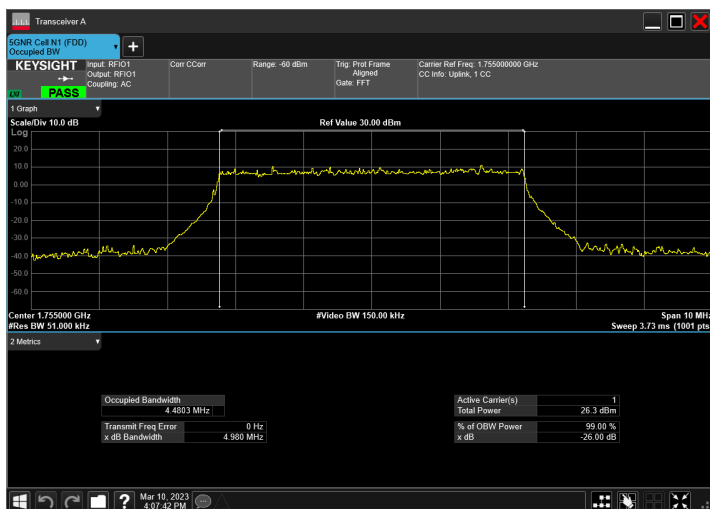 Transceiver A
5GNR Cell N1 (FDD)
Occupied BW
KEYSIGHT
LXI
PASS
Input: RFIO1
Output: RFIO1
Coupling: AC
Corr CCorr
Range: -60 dBm
Trig: Prot Frame
Aligned
Gate: FFT
Carrier Ref Freq: 1.755000000 GHz
CC Info: Uplink, 1 CC
1 Graph
Scale/Div 10.0 dB
Ref Value 30.00 dBm
Log
20.0
10.0
0.00
-10.0
-20.0
-30.0
-40.0
-50.0
-60.0
Center 1.755000 GHz
#Video BW 150.00 kHz
Span 10 MHz
#Res BW 51.000 kHz
Sweep 3.73 ms (1001 pts
2 Metrics
Occupied Bandwidth
4.4803 MHz
Transmit Freq Error 0 Hz
x dB Bandwidth 4.980 MHz
Active Carrier(s) 1
Total Power 26.3 dBm
% of OBW Power 99.00 %
x dB -26.00 dB
Mar 10, 2023
4:07:42 PM